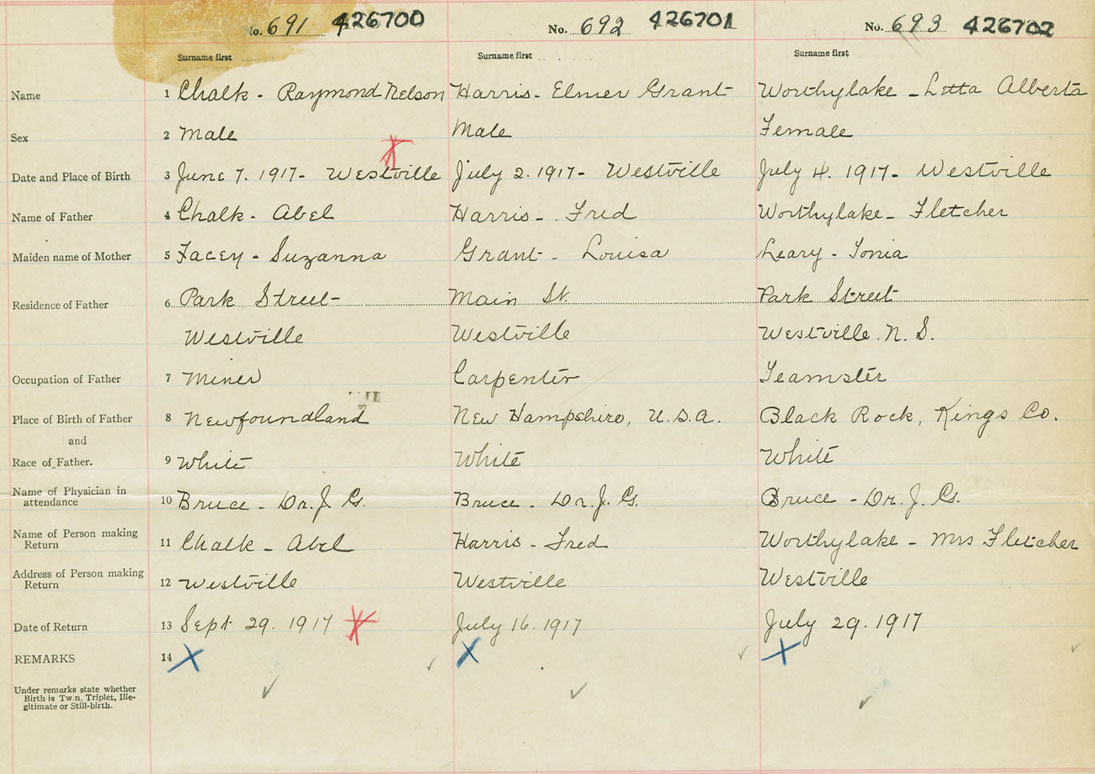 No. 691 426700 No. 692 426701 No. 693 426702
Surname first Surname first Surname first
Name 1 Chalk - Raymond Nelson Harris - Elmer Grant Worthylake - Letta Alberta
Sex 2 Male Male Female
Date and Place of Birth 3 June 7. 1917 - Westville July 2. 1917 - Westville July 4. 1917 - Westville
Name of Father 4 Chalk - Abel Harris - Fred Worthylake - Fletcher
Maiden name of Mother 5 Facey - Suzanna Grant - Louisa Leary - Tonia
Residence of Father 6 Park Street Main St. Park Street
Westville Westville Westville. N. S.
Occupation of Father 7 Miner Carpenter Teamster
Place of Birth of Father 8 Newfoundland New Hampshire, U.S.A. Black Rock, Kings Co.
and
Race of Father. 9 White White White
Name of Physician in
attendance 10 Bruce - Dr. J. G. Bruce - Dr. J. G. Bruce - Dr. J. G.
Name of Person making
Return 11 Chalk - Abel Harris - Fred Worthylake - Mrs Fletcher
Address of Person making
Return 12 Westville Westville Westville
Date of Return 13 Sept 29. 1917 July 16. 1917 July 29. 1917
REMARKS 14
Under remarks state whether
Birth is Twin, Triplet, Ille-
gitimate or Still-birth.